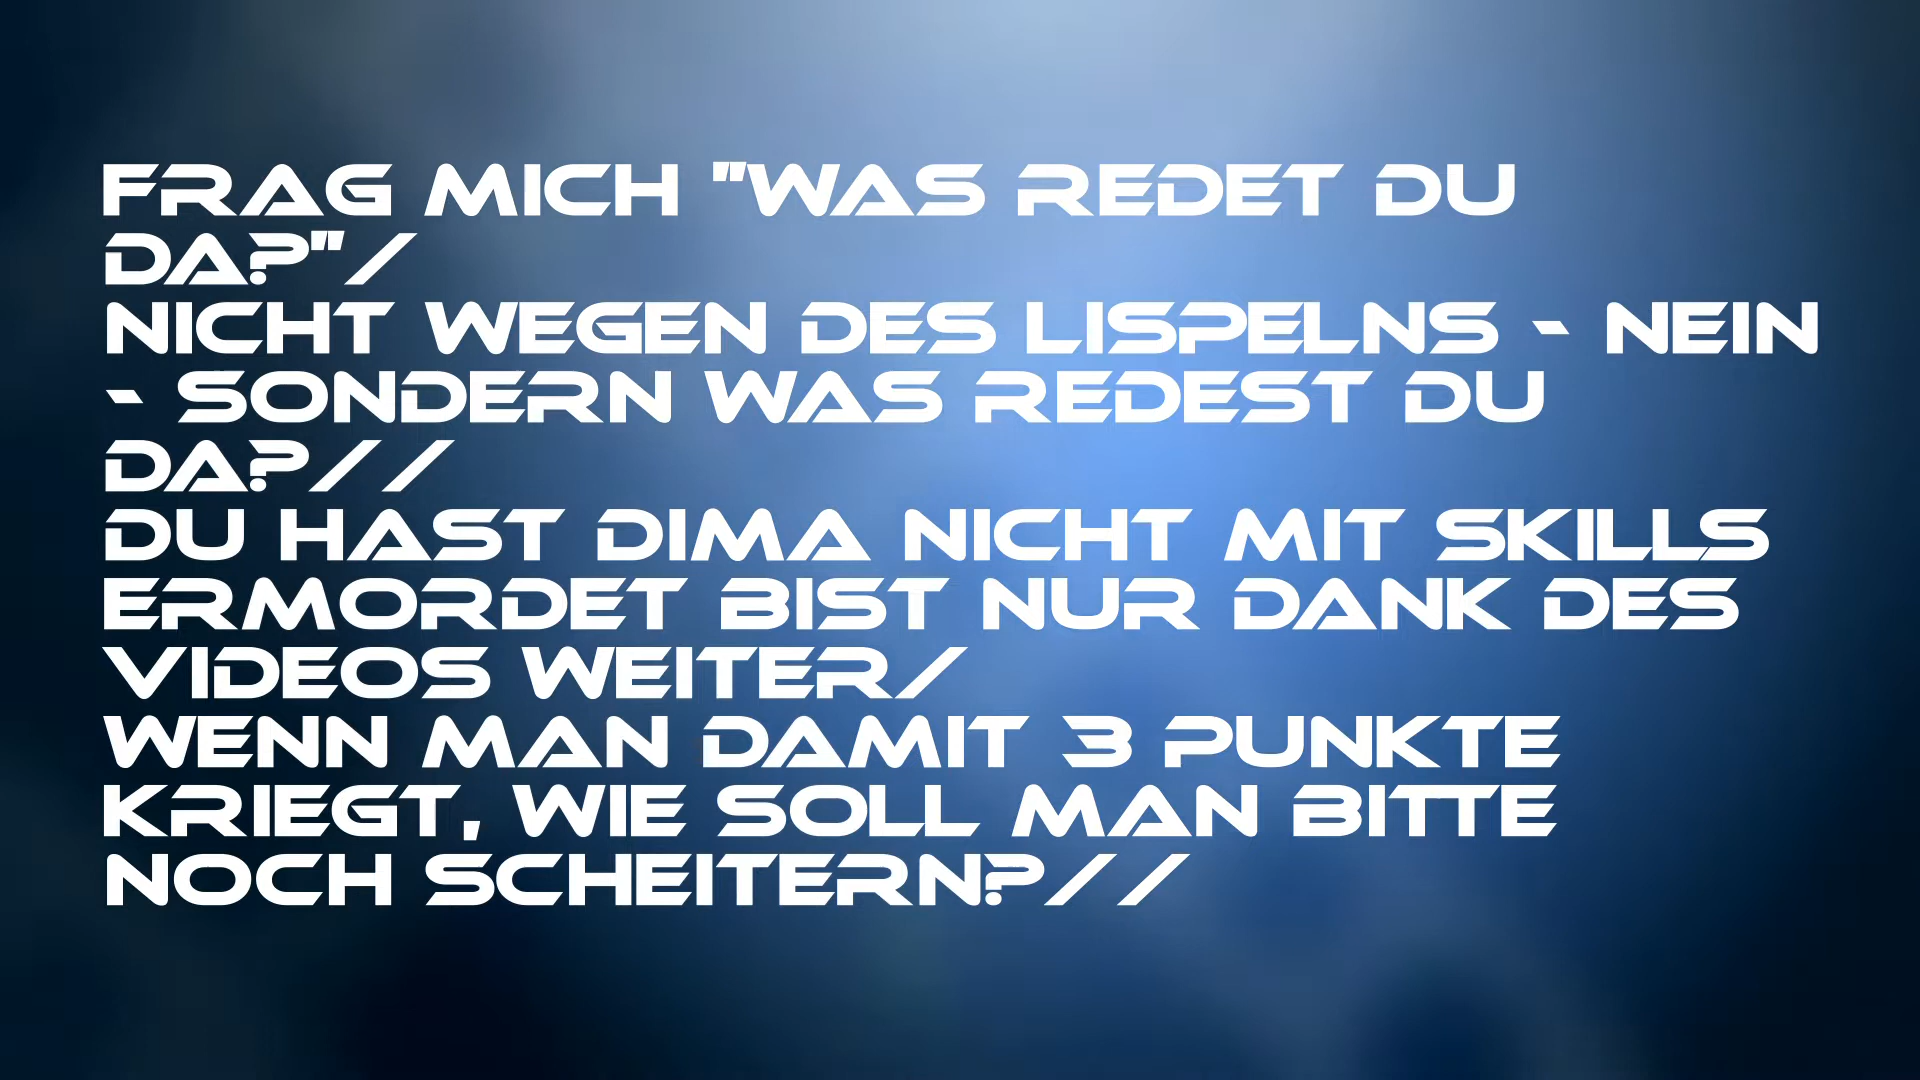 FRAG MICH "WAS REDET DU
DA?"/
NICHT WEGEN DES LISPELNS - NEIN
- SONDERN WAS REDEST DU
DA?//
DU HAST DIMA NICHT MIT SKILLS
ERMORDET BIST NUR DANK DES
VIDEOS WEITER/
WENN MAN DAMIT 3 PUNKTE
KRIEGT, WIE SOLL MAN BITTE
NOCH SCHEITERN?//